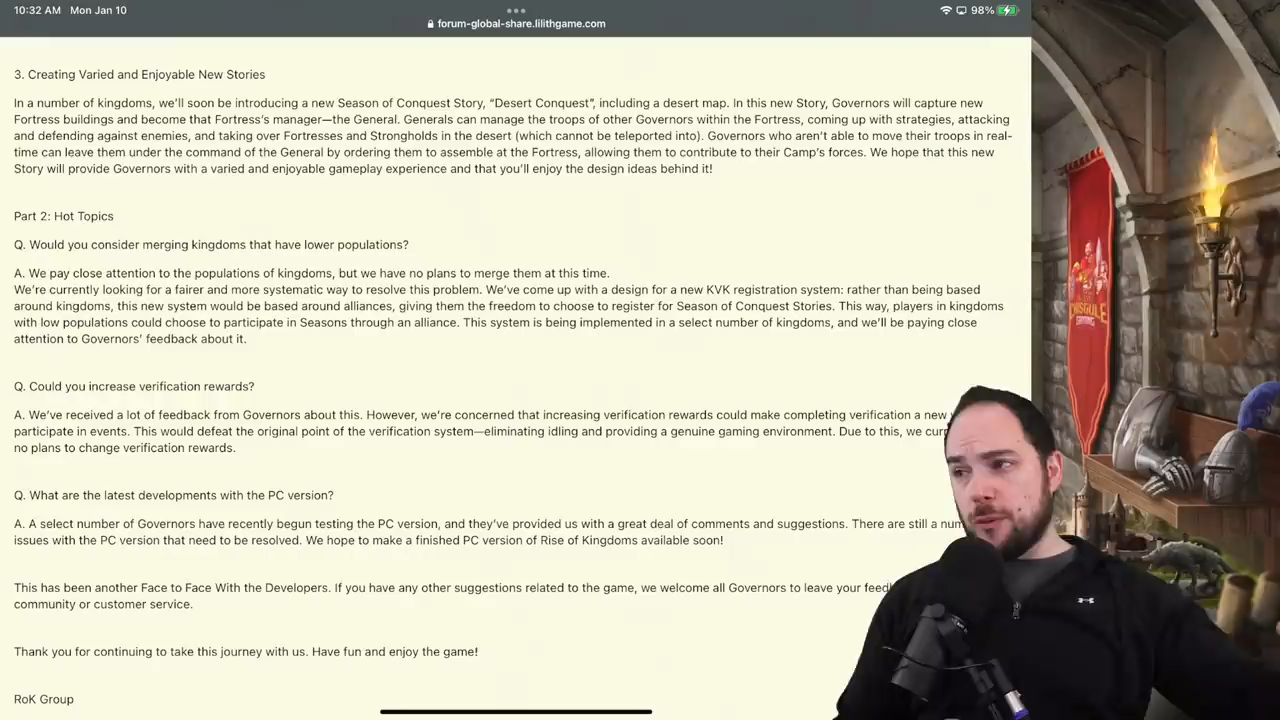 10:32 AM Mon Jan 10
98%
forum-global-share.lilithgame.com
3. Creating Varied and Enjoyable New Stories
In a number of kingdoms, we'll soon be introducing a new Season of Conquest Story, “Desert Conquest”, including a desert map. In this new Story, Governors will capture new
Fortress buildings and become that Fortress's manager—the General. Generals can manage the troops of other Governors within the Fortress, coming up with strategies, attacking
and defending against enemies, and taking over Fortresses and Strongholds in the desert (which cannot be teleported into). Governors who aren't able to move their troops in real-
time can leave them under the command of the General by ordering them to assemble at the Fortress, allowing them to contribute to their Camp's forces. We hope that this new
Story will provide Governors with a varied and enjoyable gameplay experience and that you'll enjoy the design ideas behind it!
Part 2: Hot Topics
Q. Would you consider merging kingdoms that have lower populations?
A. We pay close attention to the populations of kingdoms, but we have no plans to merge them at this time.
We're currently looking for a fairer and more systematic way to resolve this problem. We've come up with a design for a new KVK registration system: rather than being based
around kingdoms, this new system would be based around alliances, giving them the freedom to choose to register for Season of Conquest Stories. This way, players in kingdoms
with low populations could choose to participate in Seasons through an alliance. This system is being implemented in a select number of kingdoms, and we'll be paying close
attention to Governors' feedback about it.
Q. Could you increase verification rewards?
A. We've received a lot of feedback from Governors about this. However, we're concerned that increasing verification rewards could make completing verification a new
participate in events. This would defeat the original point of the verification system—eliminating idling and providing a genuine gaming environment. Due to this, we
no plans to change verification rewards.
Q. What are the latest developments with the PC version?
A. A select number of Governors have recently begun testing the PC version, and they've provided us with a great deal of comments and suggestions. There are still a
issues with the PC version that need to be resolved. We hope to make a finished PC version of Rise of Kingdoms available soon!
This has been another Face to Face With the Developers. If you have any other suggestions related to the game, we welcome all Governors to leave your
community or customer service.
Thank you for continuing to take this journey with us. Have fun and enjoy the game!
RoK Group
CHISGULE
GAMING